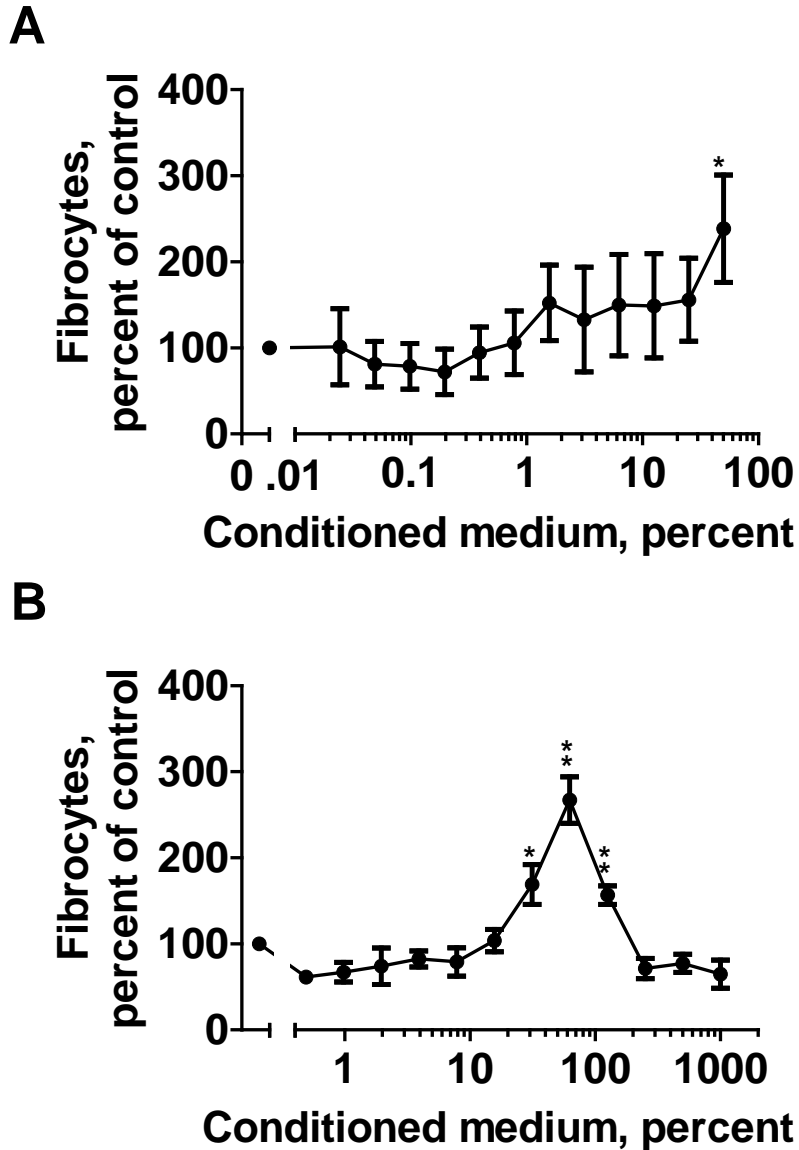 A
400
300
200
100
0
Fibrocytes,
percent of control
*
0 .01 0.1 1 10 100
Conditioned medium, percent
B
400
300
200
100
0
Fibrocytes,
percent of control
*
*
* *
*
1 10 100 1000
Conditioned medium, percent